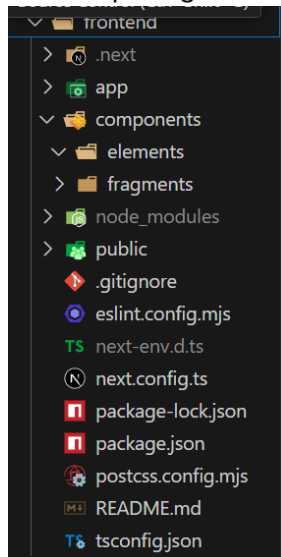 frontend
.next
app
components
elements
fragments
node_modules
public
.gitignore
eslint.config.mjs
TS next-env.d.ts
N next.config.ts
package-lock.json
package.json
postcss.config.mjs
M↓ README.md
TS tsconfig.json